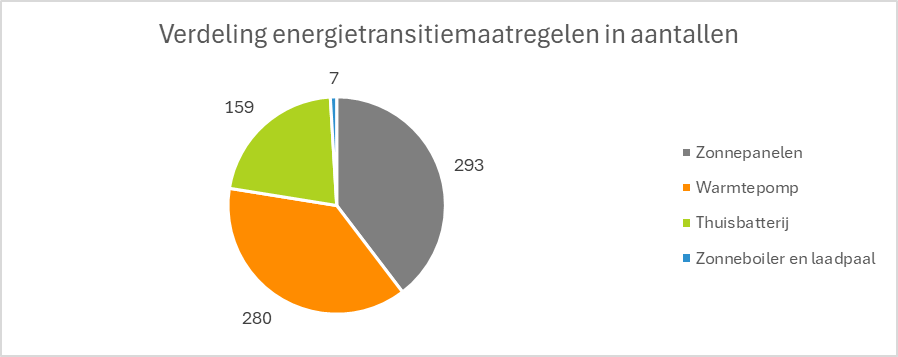 Verdeling energietransitiemaatregelen in aantallen
7
159
293
280
Zonnepanelen
Warmtepomp
Thuisbatterij
Zonneboiler en laadpaal